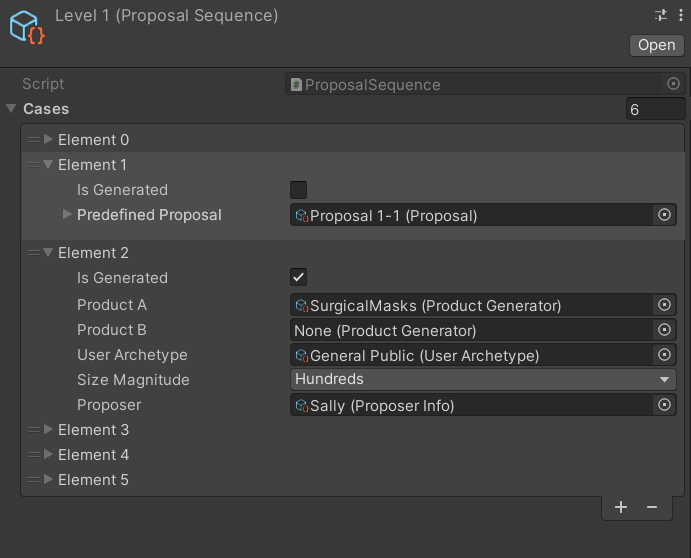 Level 1 (Proposal Sequence)
Open
Script ProposalSequence
Cases 6
Element 0
Element 1
Is Generated
Predefined Proposal Proposal 1-1 (Proposal)
Element 2
Is Generated
Product A SurgicalMasks (Product Generator)
Product B None (Product Generator)
User Archetype General Public (User Archetype)
Size Magnitude Hundreds
Proposer Sally (Proposer Info)
Element 3
Element 4
Element 5